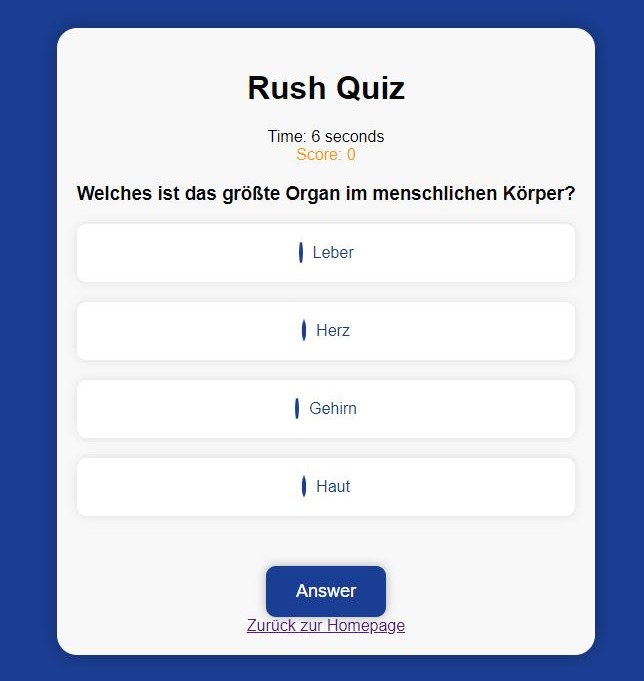 Rush Quiz
Time: 6 seconds
Score: 0
Welches ist das größte Organ im menschlichen Körper?
Leber
Herz
Gehirn
Haut
Answer
Zurück zur Homepage